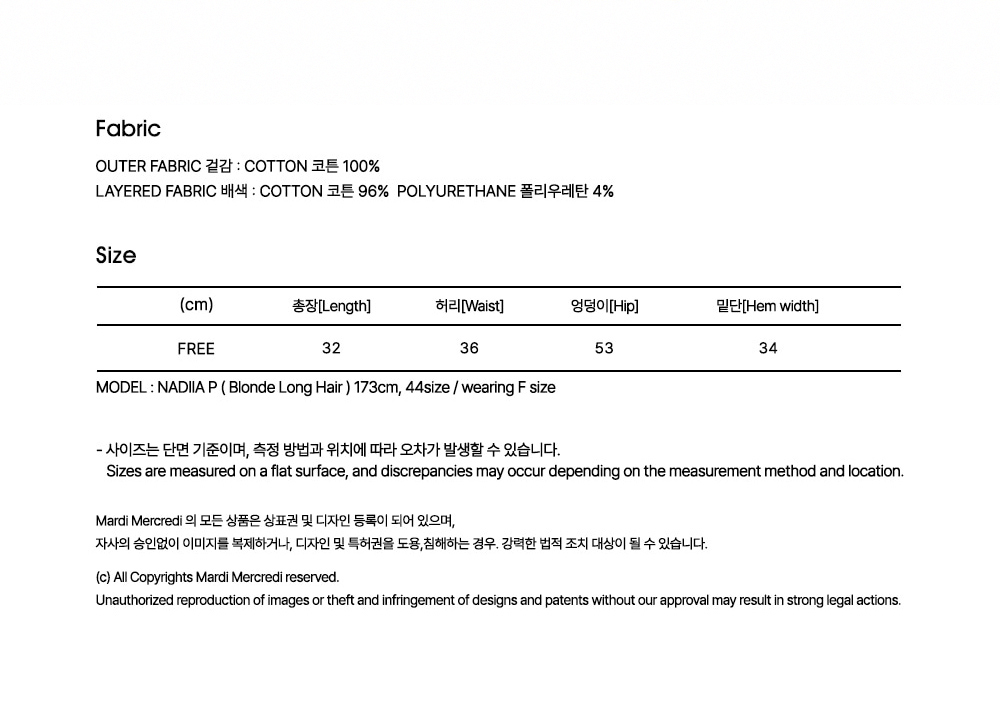 Fabric
OUTER FABRIC 겉감 : COTTON 코튼 100%
LAYERED FABRIC 배색 : COTTON 코튼 96% POLYURETHANE 폴리우레탄 4%
Size
(cm) 총장[Length] 허리[Waist] 엉덩이[Hip] 밑단[Hem width]
FREE 32 36 53 34
MODEL : NADIIA P ( Blonde Long Hair ) 173cm, 44size / wearing F size
- 사이즈는 단면 기준이며, 측정 방법과 위치에 따라 오차가 발생할 수 있습니다.
Sizes are measured on a flat surface, and discrepancies may occur depending on the measurement method and location.
Mardi Mercredi 의 모든 상품은 상표권 및 디자인 등록이 되어 있으며,
자사의 승인없이 이미지를 복제하거나, 디자인 및 특허권을 도용,침해하는 경우. 강력한 법적 조치 대상이 될 수 있습니다.
(c) All Copyrights Mardi Mercredi reserved.
Unauthorized reproduction of images or theft and infringement of designs and patents without our approval may result in strong legal actions.